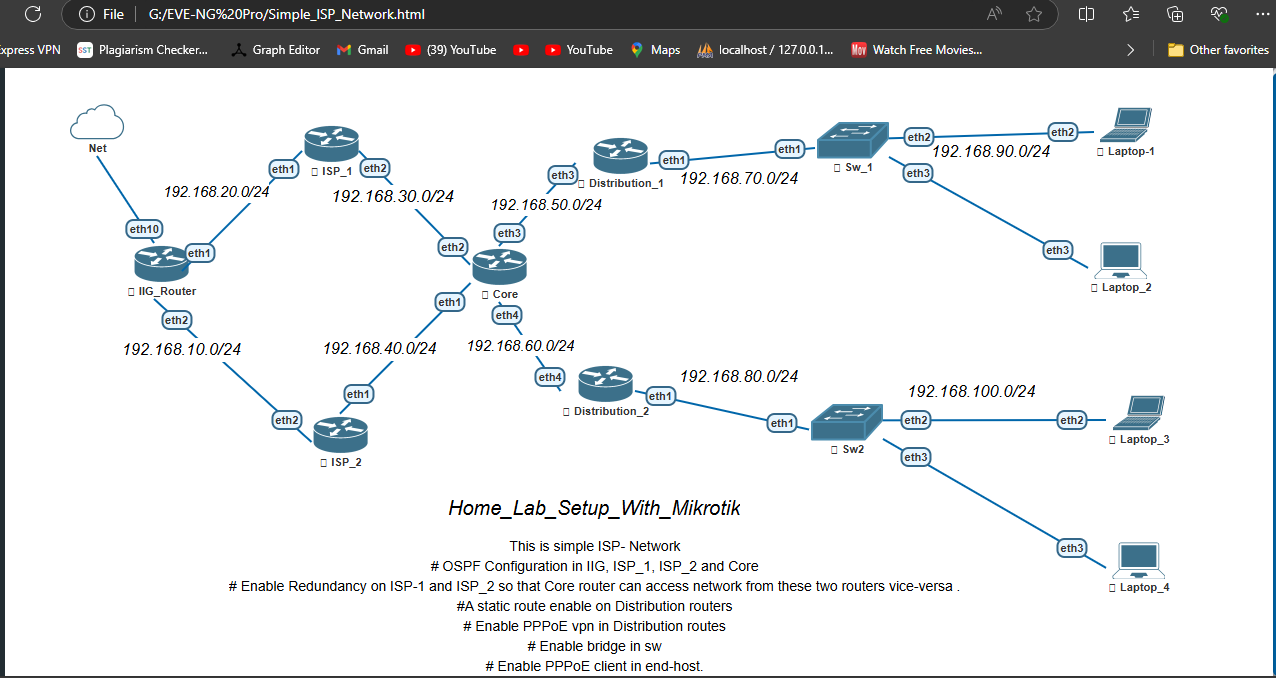 File G:/EVE-NG%20Pro/Simple_ISP_Network.html
xpress VPN SST Plagiarism Checker... Graph Editor Gmail (39) YouTube YouTube Maps localhost / 127.0.0.1... Mov Watch Free Movies... Other favorites
Net
ISP_1
eth1
eth2
192.168.20.0/24
192.168.30.0/24
eth10
eth1
IIG_Router
eth2
192.168.10.0/24
eth2
eth1
ISP_2
192.168.40.0/24
eth2
eth3
Core
eth1
eth4
192.168.50.0/24
eth3
Distribution_1
eth1
192.168.70.0/24
eth1
Sw_1
eth2
192.168.90.0/24
eth2
Laptop-1
eth3
eth3
Laptop_2
192.168.60.0/24
eth4
Distribution_2
eth1
192.168.80.0/24
eth1
Sw2
eth2
192.168.100.0/24
eth2
Laptop_3
eth3
eth3
Laptop_4
Home_Lab_Setup_With_Mikrotik
This is simple ISP- Network
# OSPF Configuration in IIG, ISP_1, ISP_2 and Core
# Enable Redundancy on ISP-1 and ISP_2 so that Core router can access network from these two routers vice-versa .
#A static route enable on Distribution routers
# Enable PPPoE vpn in Distribution routes
# Enable bridge in sw
# Enable PPPoE client in end-host.